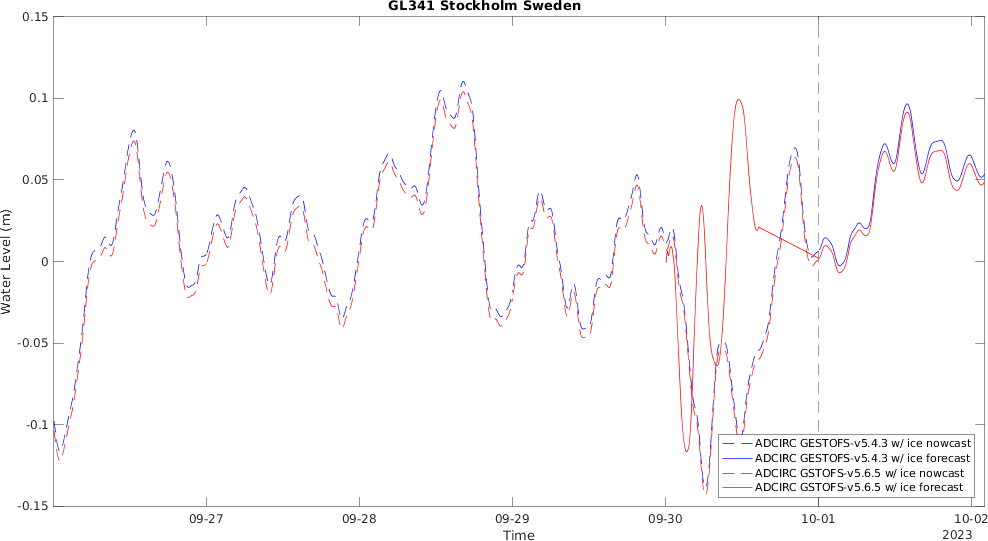 GL341 Stockholm Sweden
0.15
0.1
0.05
0
-0.05
-0.1
-0.15
Water Level (m)
ADCIRC GESTOFS-v5.4.3 w/ ice nowcast
ADCIRC GESTOFS-v5.4.3 w/ ice forecast
ADCIRC GSTOFS-v5.6.5 w/ ice nowcast
ADCIRC GSTOFS-v5.6.5 w/ ice forecast
09-27 09-28 09-29 09-30 10-01 10-02
Time
2023